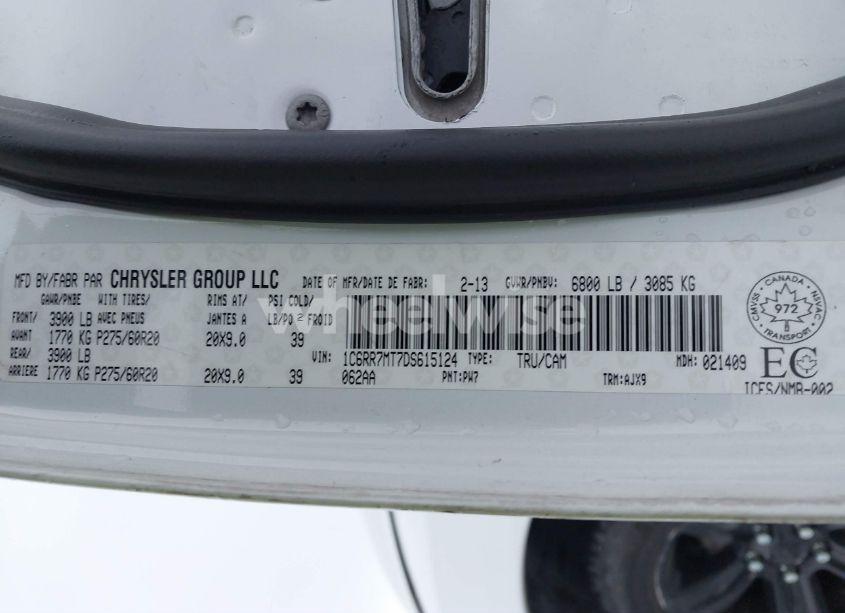 MFD BY/FABR PAR CHRYSLER GROUP LLC DATE OF MFR/DATE DE FABR: 2-13 GVWR/PNBV: 6800 LB / 3085 KG
GAWR/PNBE WITH TIRES/ RIMS AT/ PSI COLD/
FRONT/ 3900 LB AVEC PNEUS JANTES A LB/PO² FROID
AVANT 1770 KG P275/60R20 20X9.0 39
REAR/ 3900 LB VIN: 1C6RR7MT7DS615124 TYPE: TRU/CAM MDH: 021409
ARRIERE 1770 KG P275/60R20 20X9.0 39 062AA PNT:PW7 TRM:AJX9
CANADA
CMVSS 972 NSVAC
TRANSPORT
EC
ICES/NMB-002
wheelwise